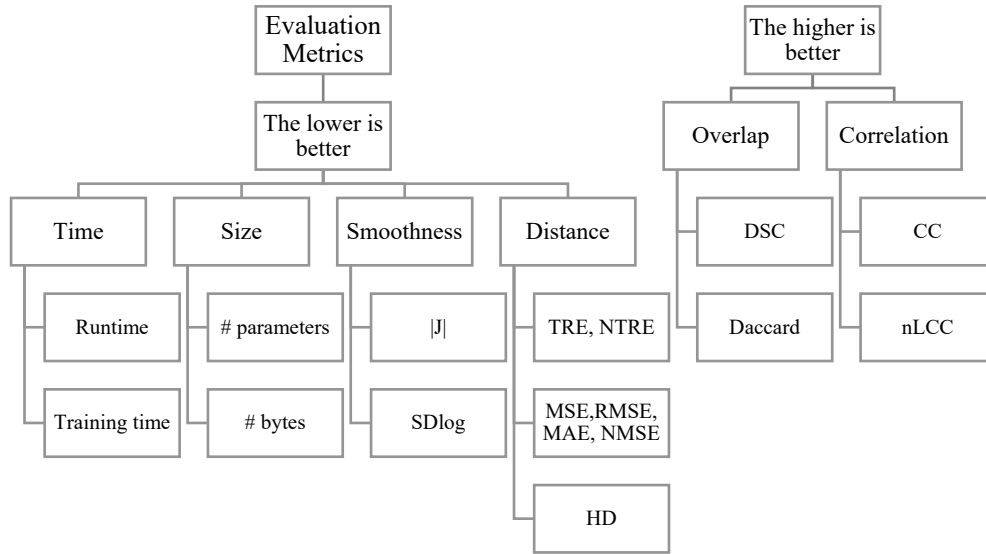 Evaluation
Metrics
The lower is
better
Time
Size
Smoothness
Distance
Runtime
# parameters
|J|
TRE, NTRE
Training time
# bytes
SDlog
MSE,RMSE,
MAE, NMSE
HD
The higher is
better
Overlap
Correlation
DSC
CC
Daccard
nLCC